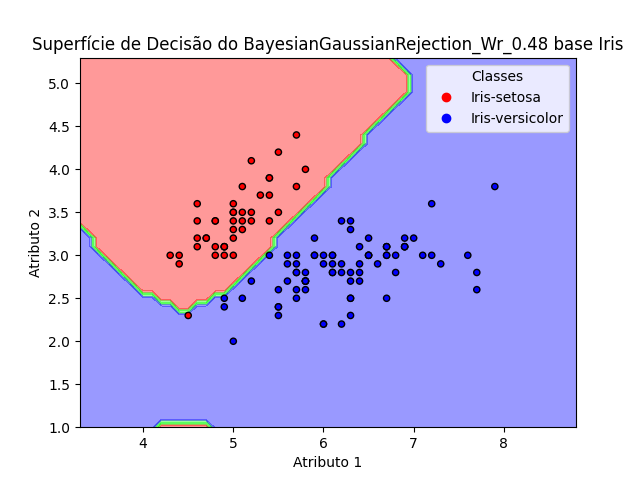 Superfície de Decisão do BayesianGaussianRejection_Wr_0.48 base Iris
Classes
Iris-setosa
Iris-versicolor
Atributo 2
5.0
4.5
4.0
3.5
3.0
2.5
2.0
1.5
1.0
4 5 6 7 8
Atributo 1